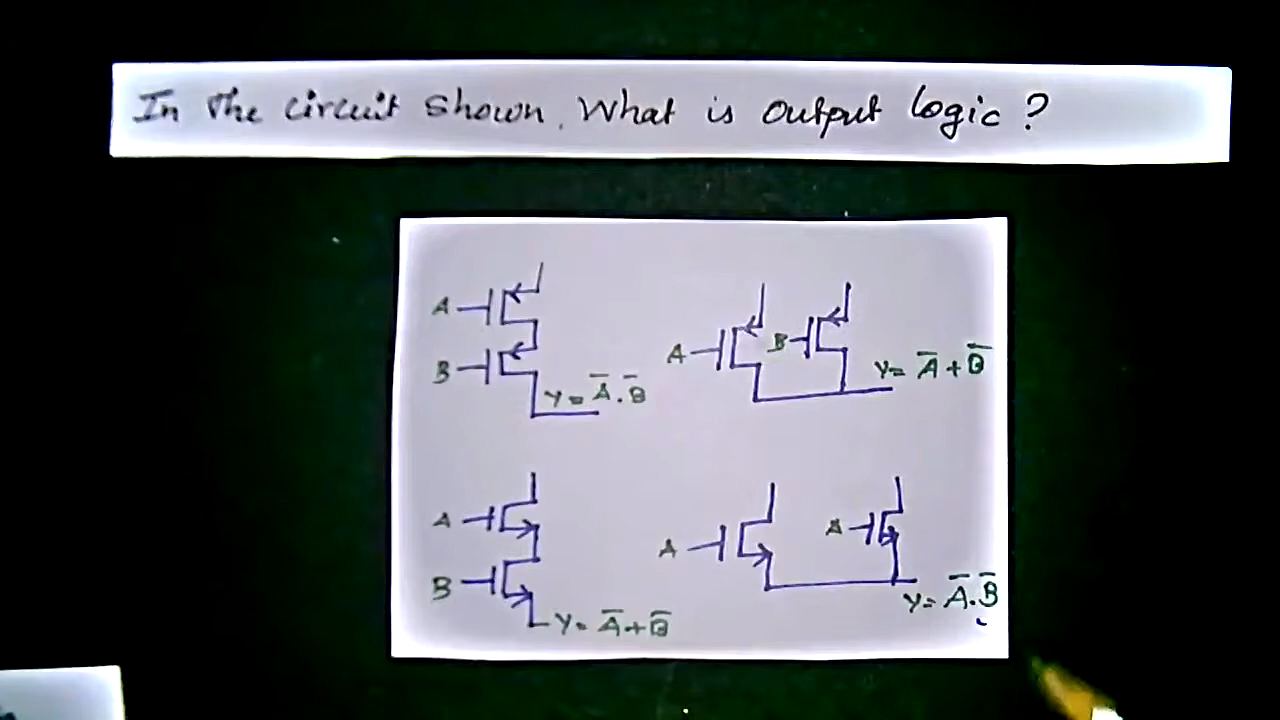 In the circuit shown, What is output logic?
A
B
Y = A̅.B̅
A
B
Y = A̅ + B̅
A
B
Y = A̅ + B̅
A
A
Y = A̅.B̅